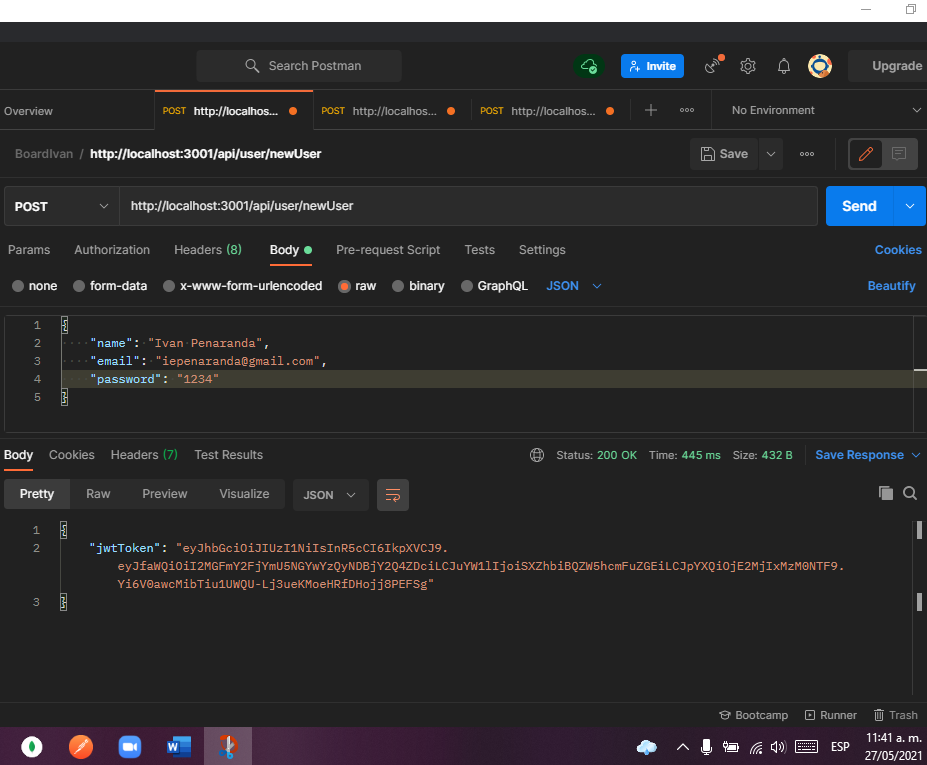 Search Postman
Invite
Upgrade
Overview
POST http://localhos...
POST http://localhos...
POST http://localhos...
No Environment
BoardIvan / http://localhost:3001/api/user/newUser
Save
POST
http://localhost:3001/api/user/newUser
Send
Params Authorization Headers (8) Body Pre-request Script Tests Settings Cookies
none form-data x-www-form-urlencoded raw binary GraphQL JSON Beautify
1 {
2 ····"name":·"Ivan·Penaranda",
3 ····"email":·"iepenaranda@gmail.com",
4 ····"password":·"1234"
5 }
Body Cookies Headers (7) Test Results Status: 200 OK Time: 445 ms Size: 432 B Save Response
Pretty Raw Preview Visualize JSON
1 {
2 "jwtToken": "eyJhbGciOiJIUzI1NiIsInR5cCI6IkpXVCJ9.
eyJfaWQiOiI2MGFmY2FjYmU5NGYwYzQyNDBjY2Q4ZDciLCJuYW1lIjoiSXZhbiBQZW5hcmFuZGEiLCJpYXQiOjE2MjIxMzM0NTF9.
Yi6V0awcMibTiu1UWQU-Lj3ueKMoeHRfDHojj8PEFSg"
3 }
Bootcamp Runner Trash
W
ESP
11:41 a. m.
27/05/2021